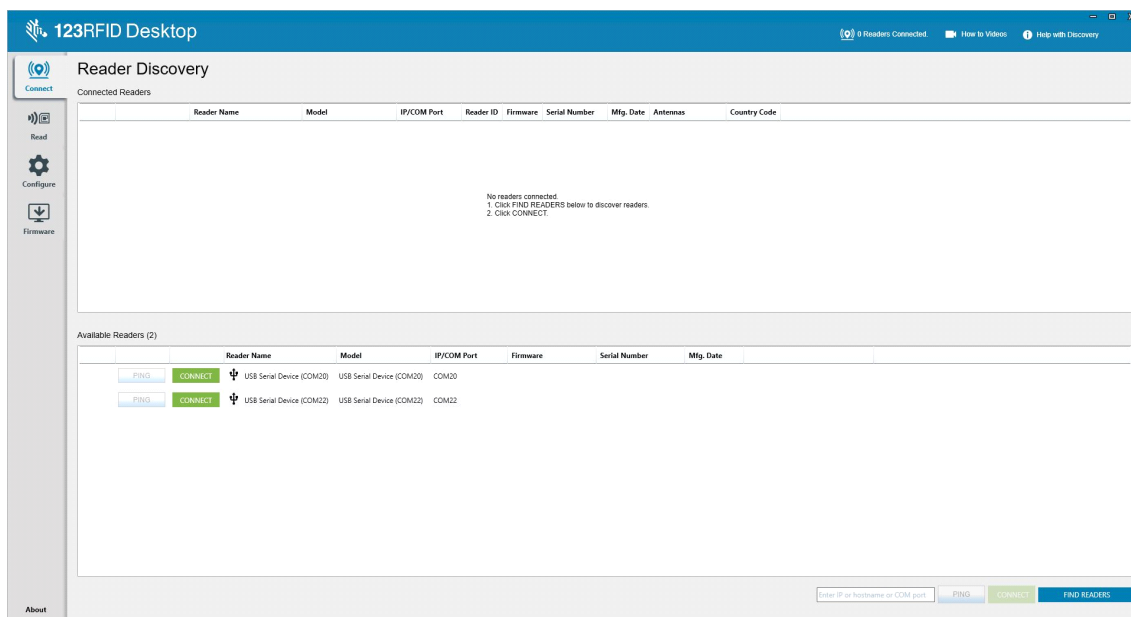 123RFID Desktop
0 Readers Connected.
How to Videos
Help with Discovery
Connect
Read
Configure
Firmware
About
Reader Discovery
Connected Readers
Reader Name Model IP/COM Port Reader ID Firmware Serial Number Mfg. Date Antennas Country Code
No readers connected.
1. Click FIND READERS below to discover readers.
2. Click CONNECT.
Available Readers (2)
Reader Name Model IP/COM Port Firmware Serial Number Mfg. Date
PING CONNECT USB Serial Device (COM20) USB Serial Device (COM20) COM20
PING CONNECT USB Serial Device (COM22) USB Serial Device (COM22) COM22
Enter IP or hostname or COM port PING CONNECT FIND READERS